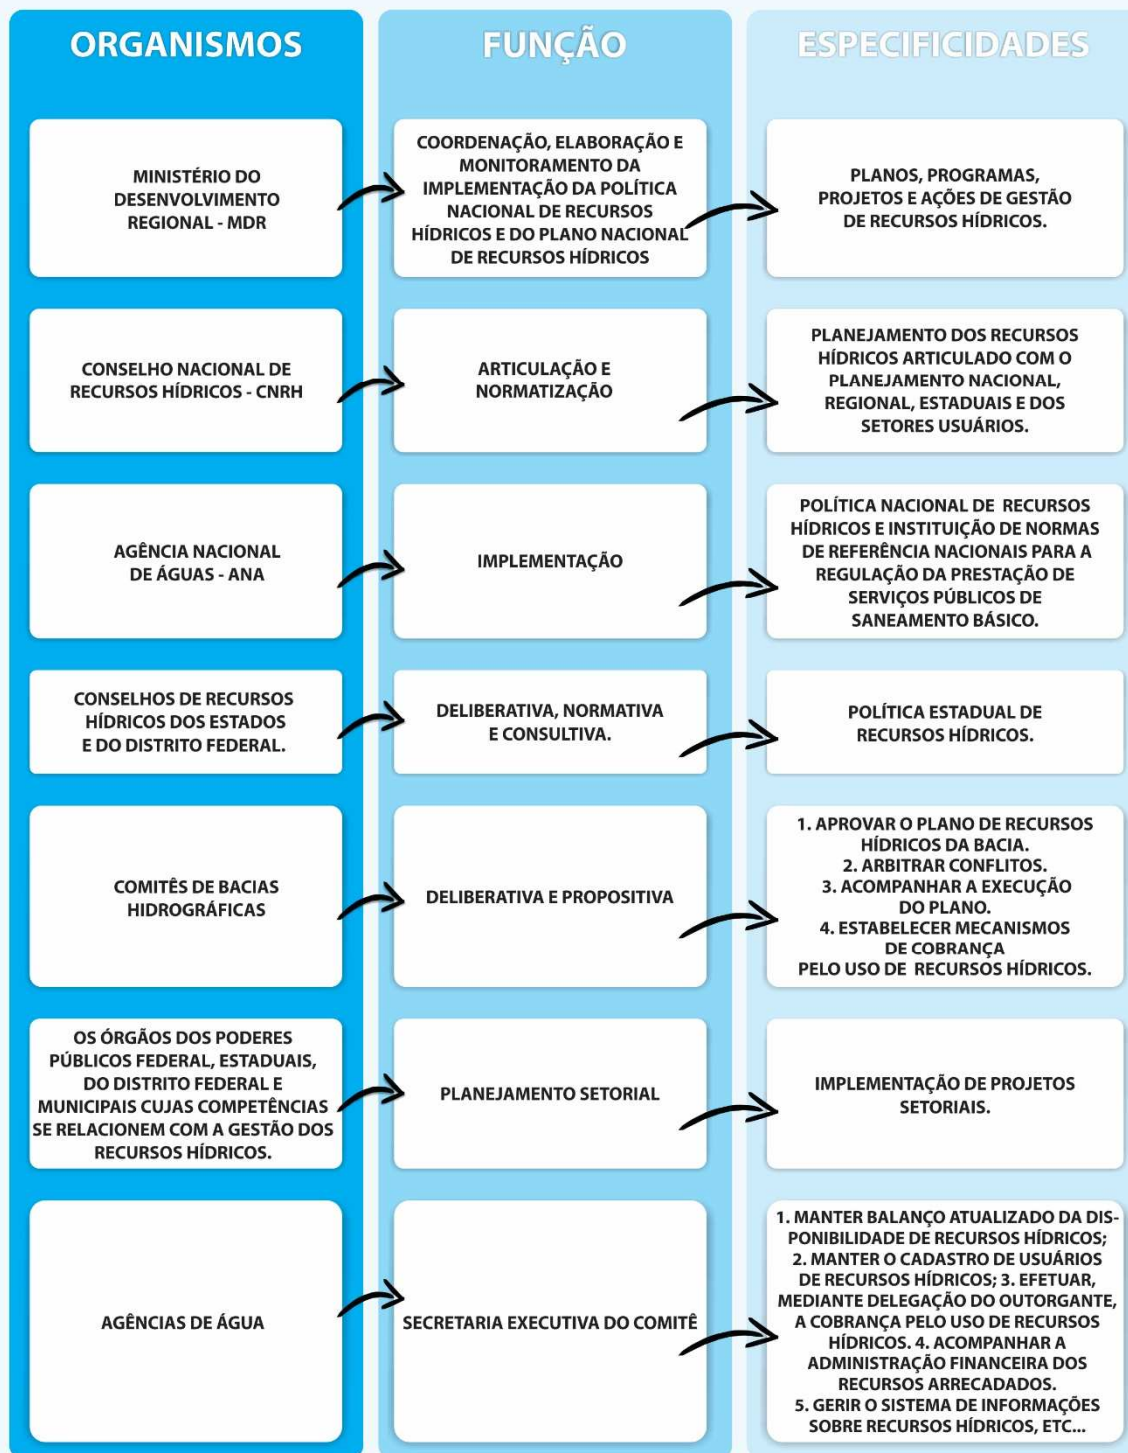 ORGANISMOS
FUNÇÃO
ESPECIFICIDADES
MINISTÉRIO DO
DESENVOLVIMENTO
REGIONAL - MDR
COORDENAÇÃO, ELABORAÇÃO E
MONITORAMENTO DA
IMPLEMENTAÇÃO DA POLÍTICA
NACIONAL DE RECURSOS
HÍDRICOS E DO PLANO NACIONAL
DE RECURSOS HÍDRICOS
PLANOS, PROGRAMAS,
PROJETOS E AÇÕES DE GESTÃO
DE RECURSOS HÍDRICOS.
CONSELHO NACIONAL DE
RECURSOS HÍDRICOS - CNRH
ARTICULAÇÃO E
NORMATIZAÇÃO
PLANEJAMENTO DOS RECURSOS
HÍDRICOS ARTICULADO COM O
PLANEJAMENTO NACIONAL,
REGIONAL, ESTADUAIS E DOS
SETORES USUÁRIOS.
AGÊNCIA NACIONAL
DE ÁGUAS - ANA
IMPLEMENTAÇÃO
POLÍTICA NACIONAL DE RECURSOS
HÍDRICOS E INSTITUIÇÃO DE NORMAS
DE REFERÊNCIA NACIONAIS PARA A
REGULAÇÃO DA PRESTAÇÃO DE
SERVIÇOS PÚBLICOS DE
SANEAMENTO BÁSICO.
CONSELHOS DE RECURSOS
HÍDRICOS DOS ESTADOS
E DO DISTRITO FEDERAL.
DELIBERATIVA, NORMATIVA
E CONSULTIVA.
POLÍTICA ESTADUAL DE
RECURSOS HÍDRICOS.
COMITÊS DE BACIAS
HIDROGRÁFICAS
DELIBERATIVA E PROPOSITIVA
1. APROVAR O PLANO DE RECURSOS
HÍDRICOS DA BACIA.
2. ARBITRAR CONFLITOS.
3. ACOMPANHAR A EXECUÇÃO
DO PLANO.
4. ESTABELECER MECANISMOS
DE COBRANÇA
PELO USO DE RECURSOS HÍDRICOS.
OS ÓRGÃOS DOS PODERES
PÚBLICOS FEDERAL, ESTADUAIS,
DO DISTRITO FEDERAL E
MUNICIPAIS CUJAS COMPETÊNCIAS
SE RELACIONEM COM A GESTÃO DOS
RECURSOS HÍDRICOS.
PLANEJAMENTO SETORIAL
IMPLEMENTAÇÃO DE PROJETOS
SETORIAIS.
AGÊNCIAS DE ÁGUA
SECRETARIA EXECUTIVA DO COMITÊ
1. MANTER BALANÇO ATUALIZADO DA DIS-
PONIBILIDADE DE RECURSOS HÍDRICOS;
2. MANTER O CADASTRO DE USUÁRIOS
DE RECURSOS HÍDRICOS; 3. EFETUAR,
MEDIANTE DELEGAÇÃO DO OUTORGANTE,
A COBRANÇA PELO USO DE RECURSOS
HÍDRICOS. 4. ACOMPANHAR A
ADMINISTRAÇÃO FINANCEIRA DOS
RECURSOS ARRECADADOS.
5. GERIR O SISTEMA DE INFORMAÇÕES
SOBRE RECURSOS HÍDRICOS, ETC...